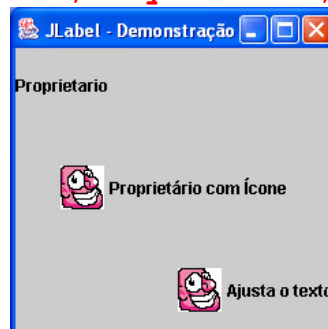 JLabel - Demonstração
Proprietario
Proprietário com Ícone
Ajusta o texto